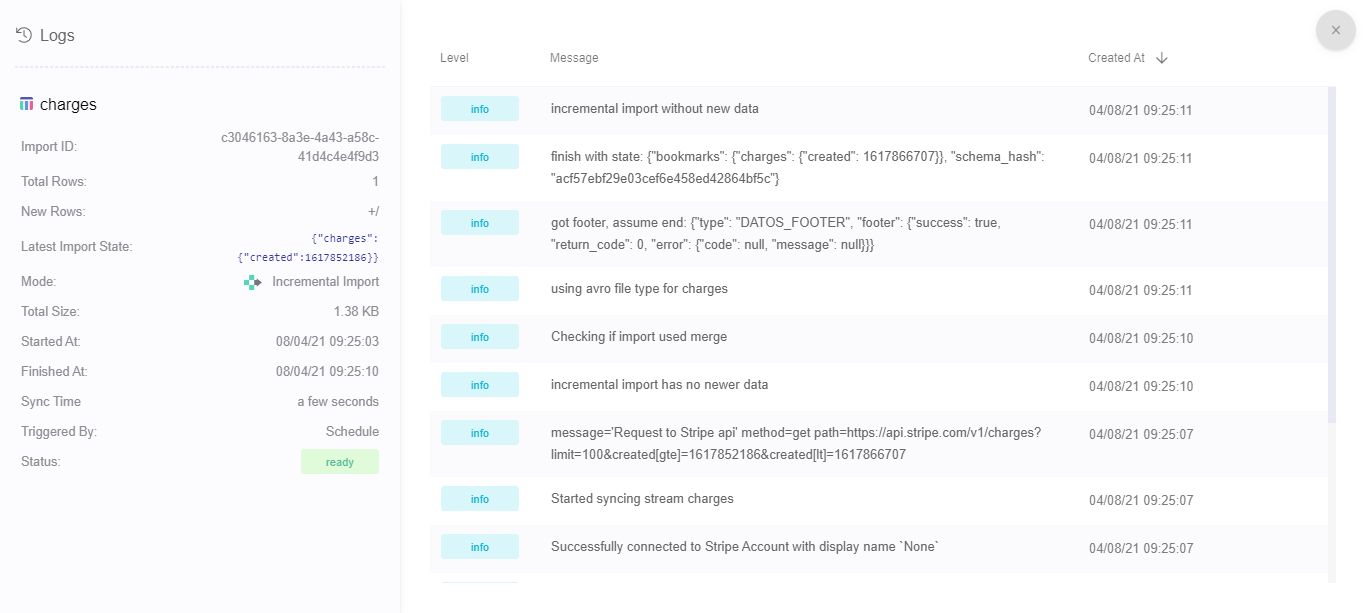 Logs
charges
Import ID: c3046163-8a3e-4a43-a58c-
41d4c4e4f9d3
Total Rows: 1
New Rows: +/
Latest Import State: {"charges":
{"created":1617852186}}
Mode: Incremental Import
Total Size: 1.38 KB
Started At: 08/04/21 09:25:03
Finished At: 08/04/21 09:25:10
Sync Time a few seconds
Triggered By: Schedule
Status: ready
Level Message Created At
info incremental import without new data 04/08/21 09:25:11
info finish with state: {"bookmarks": {"charges": {"created": 1617866707}}, "schema_hash": 04/08/21 09:25:11
"acf57ebf29e03cef6e458ed42864bf5c"}
info got footer, assume end: {"type": "DATOS_FOOTER", "footer": {"success": true, 04/08/21 09:25:11
"return_code": 0, "error": {"code": null, "message": null}}}
info using avro file type for charges 04/08/21 09:25:11
info Checking if import used merge 04/08/21 09:25:10
info incremental import has no newer data 04/08/21 09:25:10
info message='Request to Stripe api' method=get path=https://api.stripe.com/v1/charges? 04/08/21 09:25:07
limit=100&created[gte]=1617852186&created[lt]=1617866707
info Started syncing stream charges 04/08/21 09:25:07
info Successfully connected to Stripe Account with display name `None` 04/08/21 09:25:07